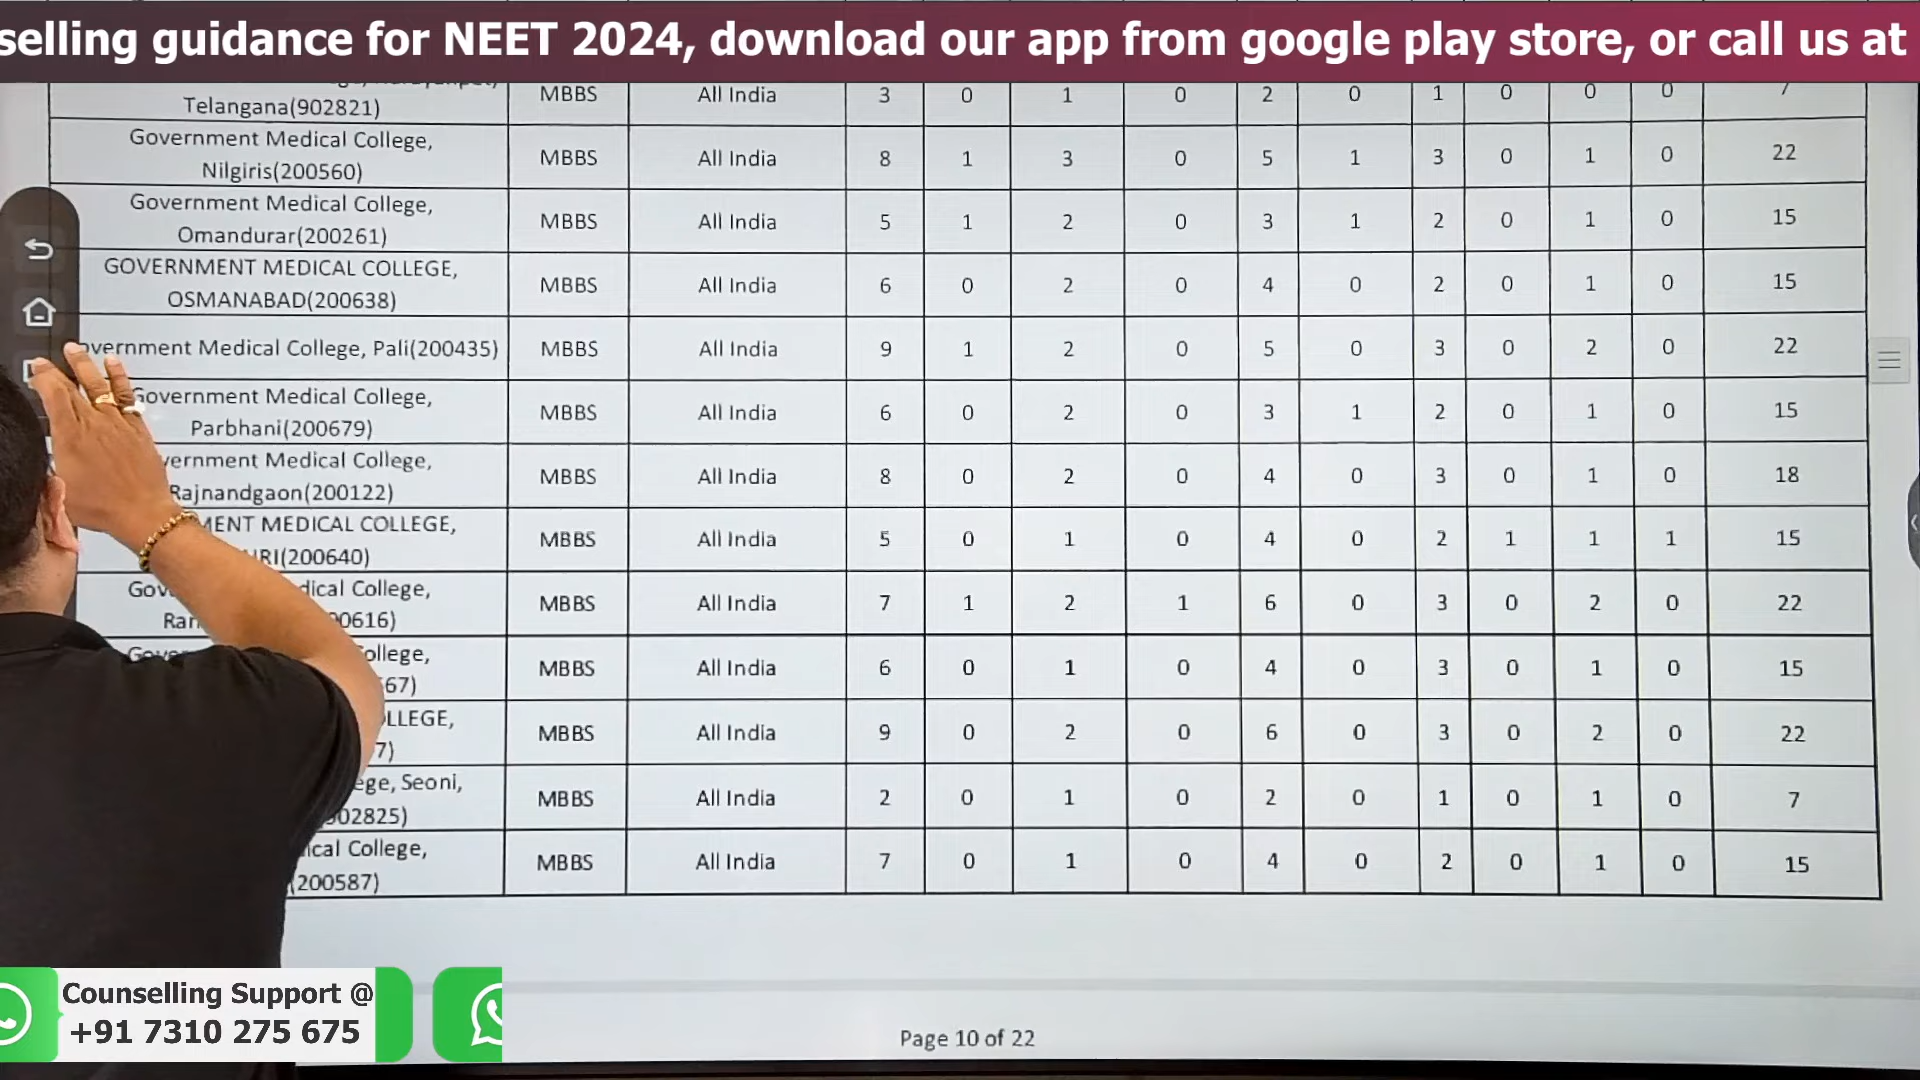 selling guidance for NEET 2024, download our app from google play store, or call us at
Telangana(902821) MBBS All India 3 0 1 0 2 0 1 0 0 0 7
Government Medical College,
Nilgiris(200560) MBBS All India 8 1 3 0 5 1 3 0 1 0 22
Government Medical College,
Omandurar(200261) MBBS All India 5 1 2 0 3 1 2 0 1 0 15
GOVERNMENT MEDICAL COLLEGE,
OSMANABAD(200638) MBBS All India 6 0 2 0 4 0 2 0 1 0 15
overnment Medical College, Pali(200435) MBBS All India 9 1 2 0 5 0 3 0 2 0 22
Government Medical College,
Parbhani(200679) MBBS All India 6 0 2 0 3 1 2 0 1 0 15
vernment Medical College,
Rajnandgaon(200122) MBBS All India 8 0 2 0 4 0 3 0 1 0 18
MENT MEDICAL COLLEGE,
RI(200640) MBBS All India 5 0 1 0 4 0 2 1 1 1 15
Gov dical College,
Ra 0616) MBBS All India 7 1 2 1 6 0 3 0 2 0 22
Gove ollege,
67) MBBS All India 6 0 1 0 4 0 3 0 1 0 15
LLEGE,
7) MBBS All India 9 0 2 0 6 0 3 0 2 0 22
ege, Seoni,
02825) MBBS All India 2 0 1 0 2 0 1 0 1 0 7
ical College,
(200587) MBBS All India 7 0 1 0 4 0 2 0 1 0 15
Counselling Support @
+91 7310 275 675
Page 10 of 22